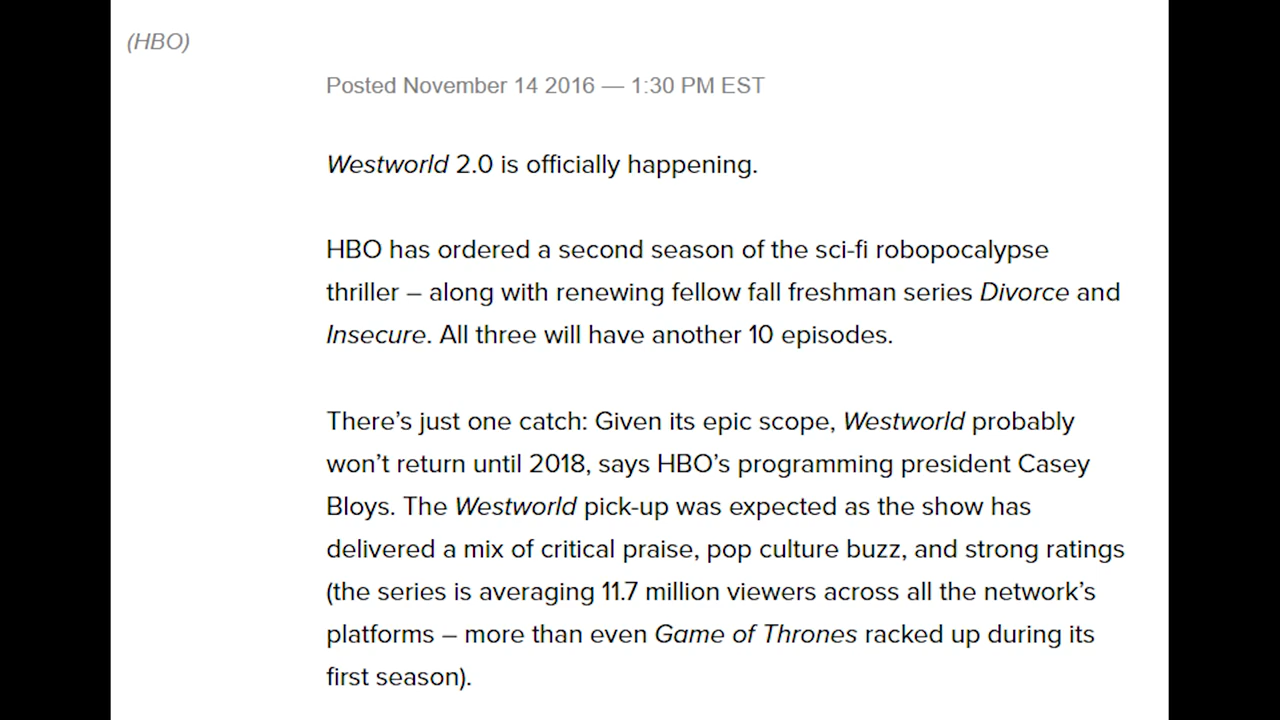 (HBO)
Posted November 14 2016 — 1:30 PM EST
Westworld 2.0 is officially happening.
HBO has ordered a second season of the sci-fi robopocalypse
thriller – along with renewing fellow fall freshman series Divorce and
Insecure. All three will have another 10 episodes.
There’s just one catch: Given its epic scope, Westworld probably
won’t return until 2018, says HBO’s programming president Casey
Bloys. The Westworld pick-up was expected as the show has
delivered a mix of critical praise, pop culture buzz, and strong ratings
(the series is averaging 11.7 million viewers across all the network’s
platforms – more than even Game of Thrones racked up during its
first season).